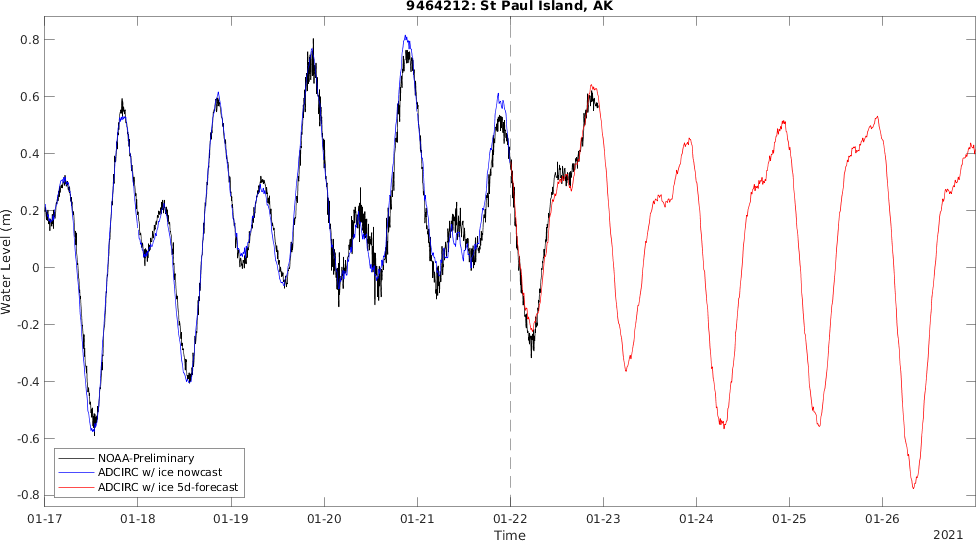 9464212: St Paul Island, AK
Water Level (m)
0.8
0.6
0.4
0.2
0
-0.2
-0.4
-0.6
-0.8
NOAA-Preliminary
ADCIRC w/ ice nowcast
ADCIRC w/ ice 5d-forecast
01-17 01-18 01-19 01-20 01-21 01-22 01-23 01-24 01-25 01-26
Time
2021